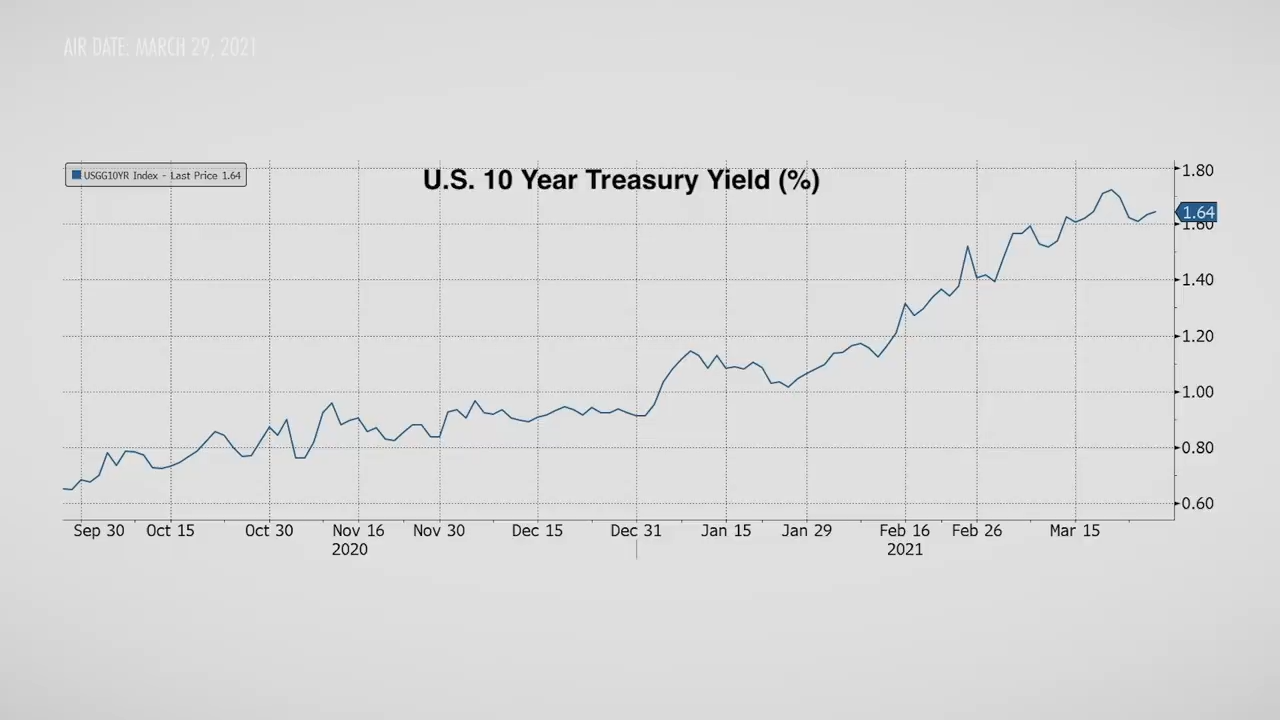 AIR DATE: MARCH 29, 2021
USGG10YR Index - Last Price 1.64
U.S. 10 Year Treasury Yield (%)
1.80
1.64
1.60
1.40
1.20
1.00
0.80
0.60
Sep 30 Oct 15 Oct 30 Nov 16 Nov 30 Dec 15 Dec 31 Jan 15 Jan 29 Feb 16 Feb 26 Mar 15
2020 2021